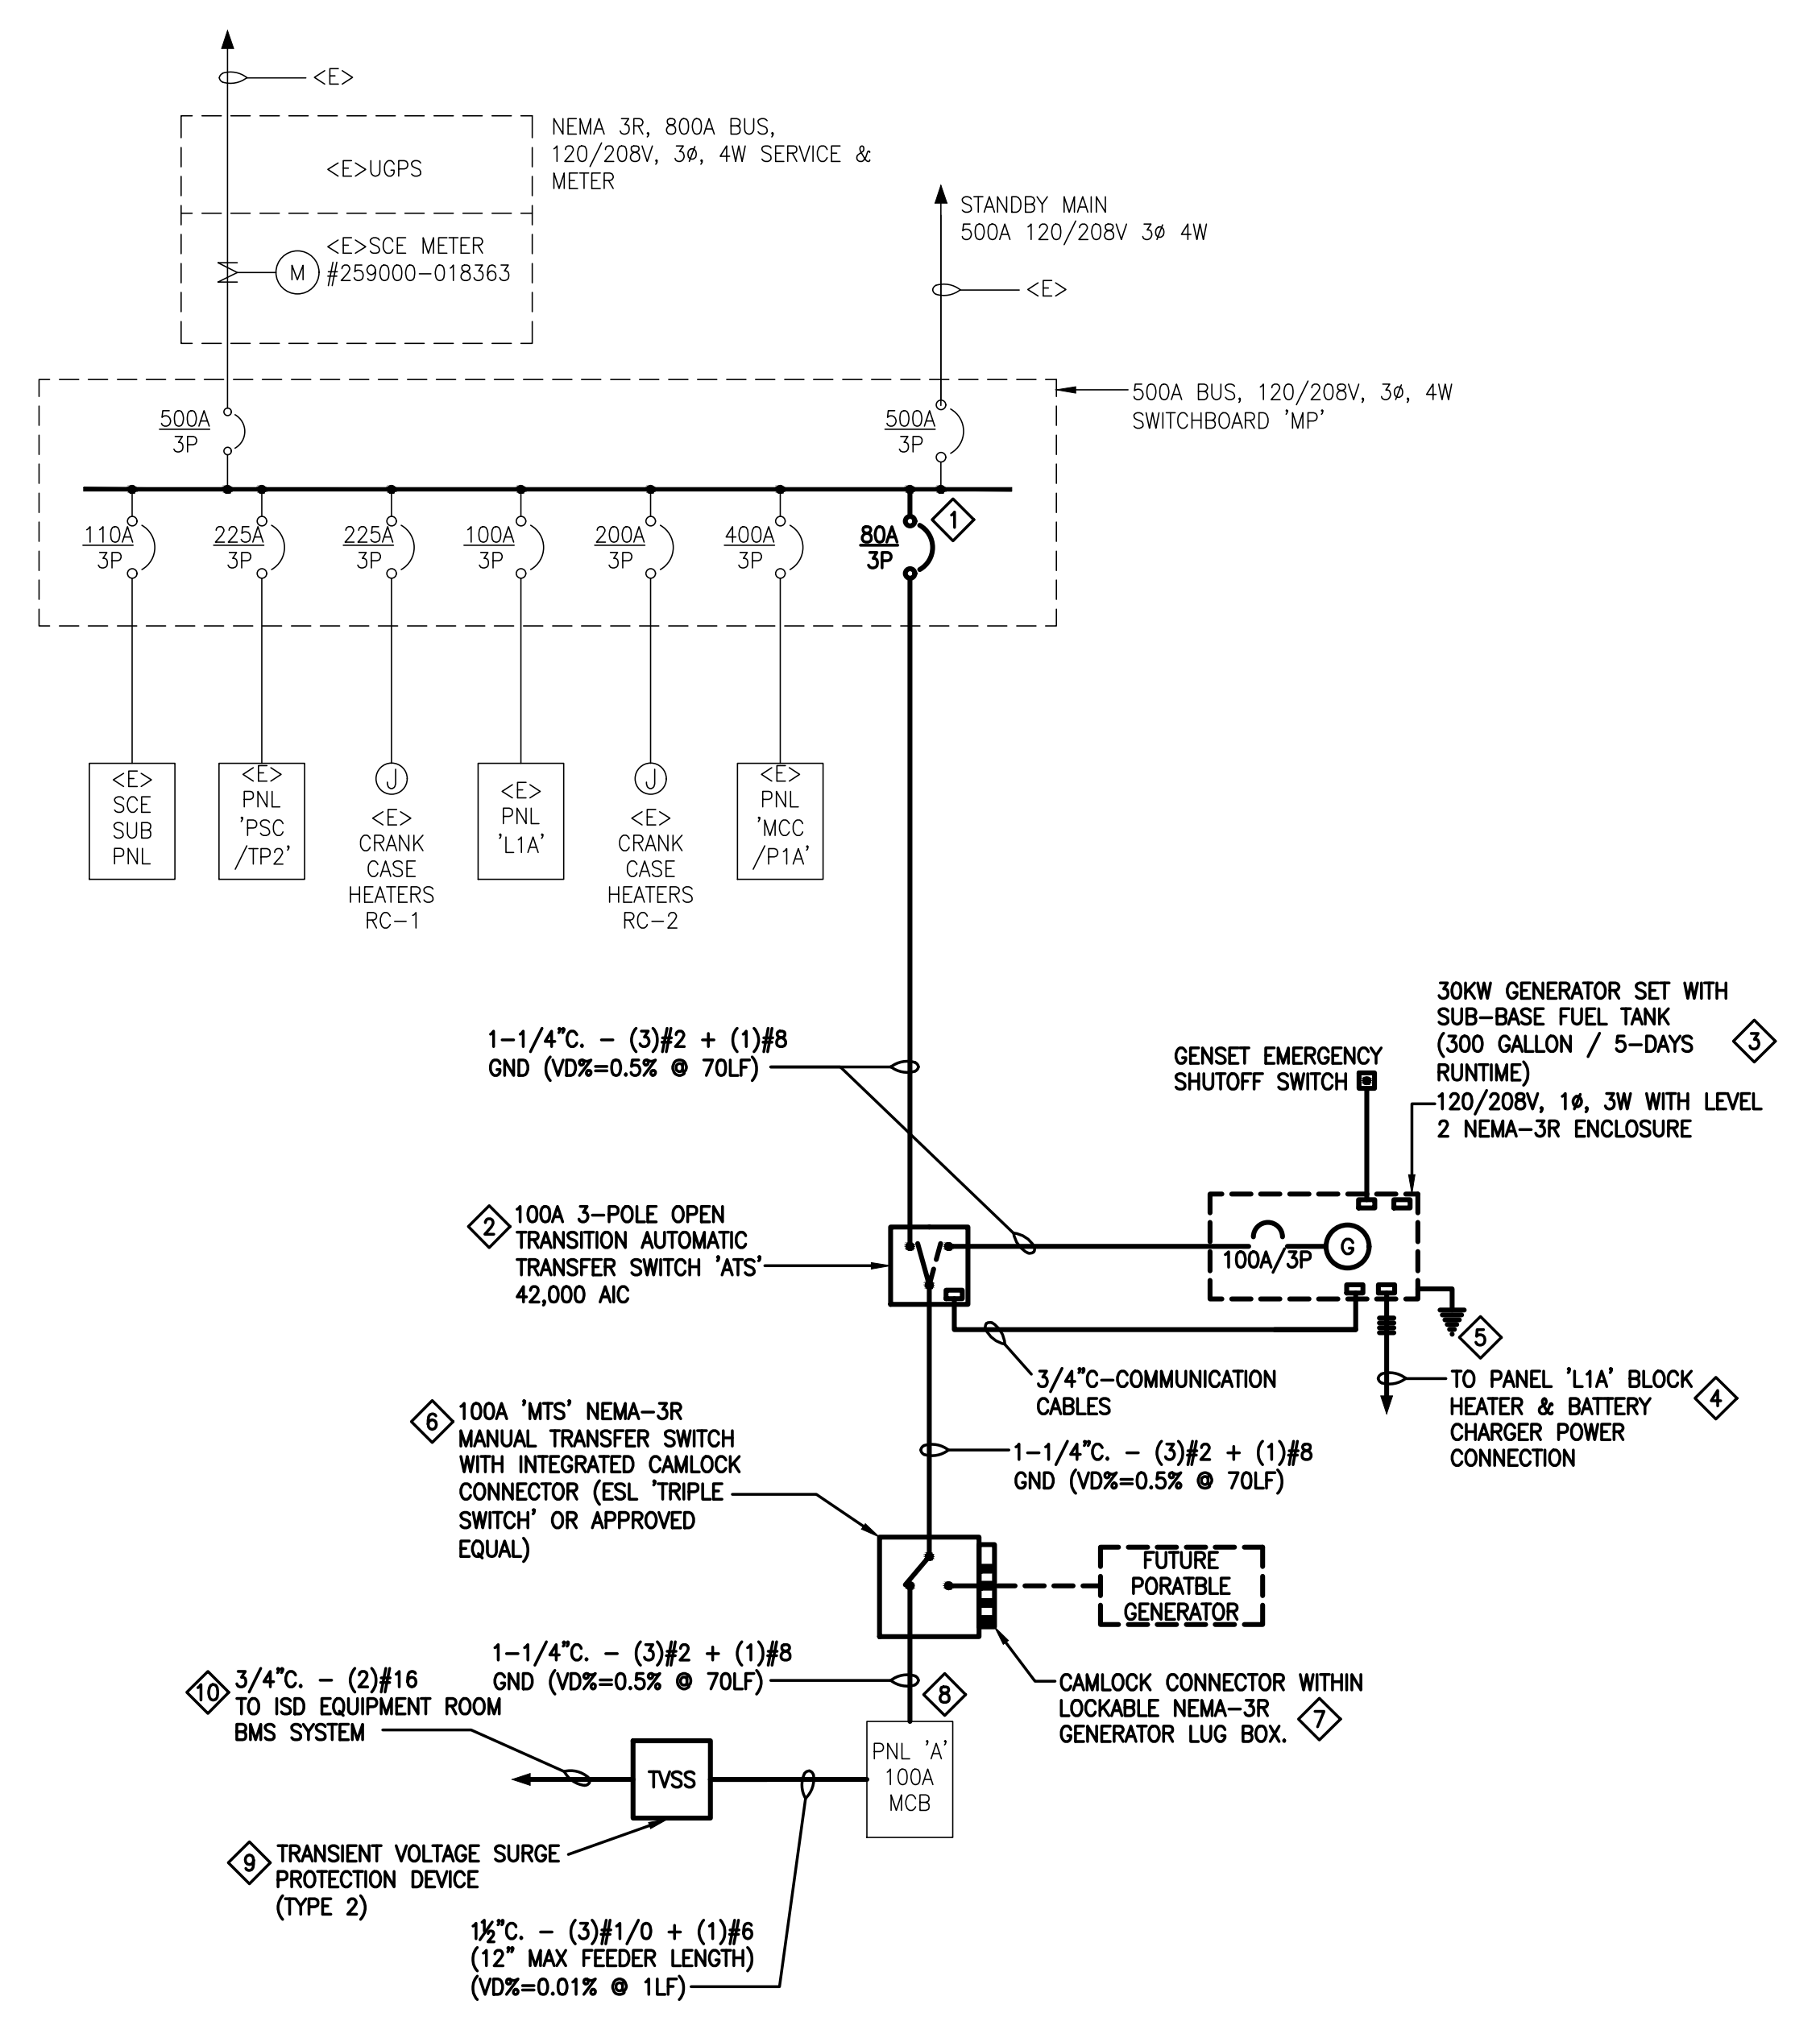 <E>
NEMA 3R, 800A BUS,
120/208V, 3ø, 4W SERVICE &
METER
<E>UGPS
<E>SCE METER
#259000-018363
M
STANDBY MAIN
500A 120/208V 3ø 4W
<E>
500A BUS, 120/208V, 3ø, 4W
SWITCHBOARD 'MP'
500A
3P
500A
3P
1
110A
3P
225A
3P
225A
3P
100A
3P
200A
3P
400A
3P
80A
3P
<E>
SCE
SUB
PNL
<E>
PNL
'PSC
/TP2'
J
<E>
CRANK
CASE
HEATERS
RC-1
<E>
PNL
'L1A'
J
<E>
CRANK
CASE
HEATERS
RC-2
<E>
PNL
'MCC
/P1A'
1-1/4"C. - (3)#2 + (1)#8
GND (VD%=0.5% @ 70LF)
GENSET EMERGENCY
SHUTOFF SWITCH
30KW GENERATOR SET WITH
SUB-BASE FUEL TANK
(300 GALLON / 5-DAYS
RUNTIME)
120/208V, 1ø, 3W WITH LEVEL
2 NEMA-3R ENCLOSURE
3
2
100A 3-POLE OPEN
TRANSITION AUTOMATIC
TRANSFER SWITCH 'ATS'
42,000 AIC
100A/3P
G
5
3/4"C-COMMUNICATION
CABLES
TO PANEL 'L1A' BLOCK
HEATER & BATTERY
CHARGER POWER
CONNECTION
4
6
100A 'MTS' NEMA-3R
MANUAL TRANSFER SWITCH
WITH INTEGRATED CAMLOCK
CONNECTOR (ESL 'TRIPLE
SWITCH' OR APPROVED
EQUAL)
1-1/4"C. - (3)#2 + (1)#8
GND (VD%=0.5% @ 70LF)
FUTURE
PORATBLE
GENERATOR
1-1/4"C. - (3)#2 + (1)#8
GND (VD%=0.5% @ 70LF)
8
CAMLOCK CONNECTOR WITHIN
LOCKABLE NEMA-3R
GENERATOR LUG BOX.
7
10
3/4"C. - (2)#16
TO ISD EQUIPMENT ROOM
BMS SYSTEM
TVSS
PNL 'A'
100A
MCB
9
TRANSIENT VOLTAGE SURGE
PROTECTION DEVICE
(TYPE 2)
1½"C. - (3)#1/0 + (1)#6
(12" MAX FEEDER LENGTH)
(VD%=0.01% @ 1LF)